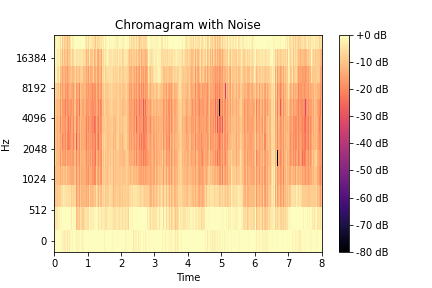 Chromagram with Noise
Hz
16384
8192
4096
2048
1024
512
0
0 1 2 3 4 5 6 7 8
Time
+0 dB
-10 dB
-20 dB
-30 dB
-40 dB
-50 dB
-60 dB
-70 dB
-80 dB